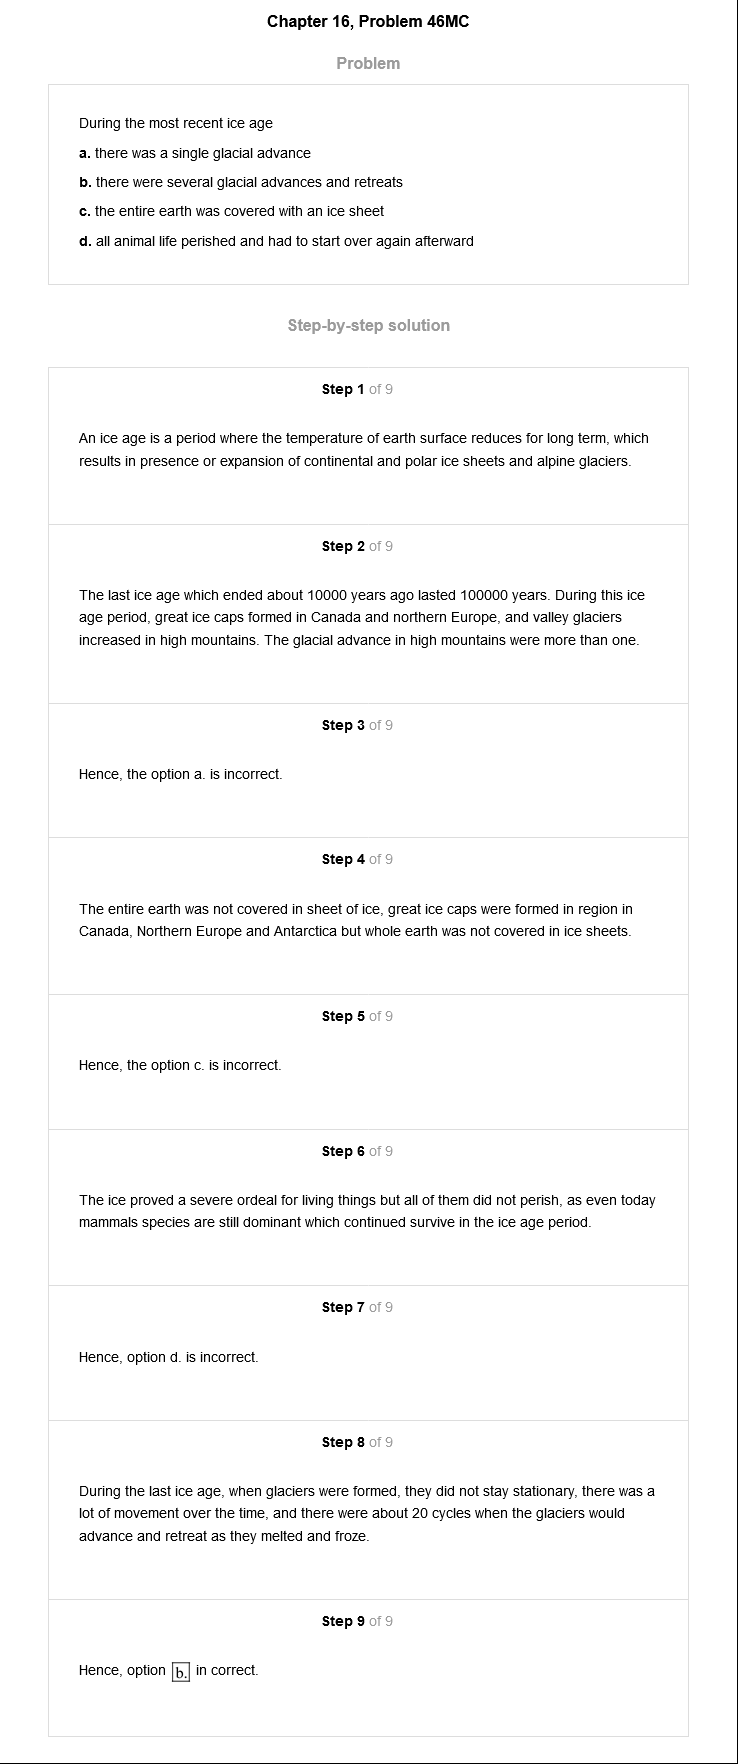 Chapter 16, Problem 46MC
Problem
During the most recent ice age
a. there was a single glacial advance
b. there were several glacial advances and retreats
c. the entire earth was covered with an ice sheet
d. all animal life perished and had to start over again afterward
Step-by-step solution
Step 1 of 9
An ice age is a period where the temperature of earth surface reduces for long term, which
results in presence or expansion of continental and polar ice sheets and alpine glaciers.
Step 2 of 9
The last ice age which ended about 10000 years ago lasted 100000 years. During this ice
age period, great ice caps formed in Canada and northern Europe, and valley glaciers
increased in high mountains. The glacial advance in high mountains were more than one.
Step 3 of 9
Hence, the option a. is incorrect.
Step 4 of 9
The entire earth was not covered in sheet of ice, great ice caps were formed in region in
Canada, Northern Europe and Antarctica but whole earth was not covered in ice sheets.
Step 5 of 9
Hence, the option c. is incorrect.
Step 6 of 9
The ice proved a severe ordeal for living things but all of them did not perish, as even today
mammals species are still dominant which continued survive in the ice age period.
Step 7 of 9
Hence, option d. is incorrect.
Step 8 of 9
During the last ice age, when glaciers were formed, they did not stay stationary, there was a
lot of movement over the time, and there were about 20 cycles when the glaciers would
advance and retreat as they melted and froze.
Step 9 of 9
Hence, option b. in correct.